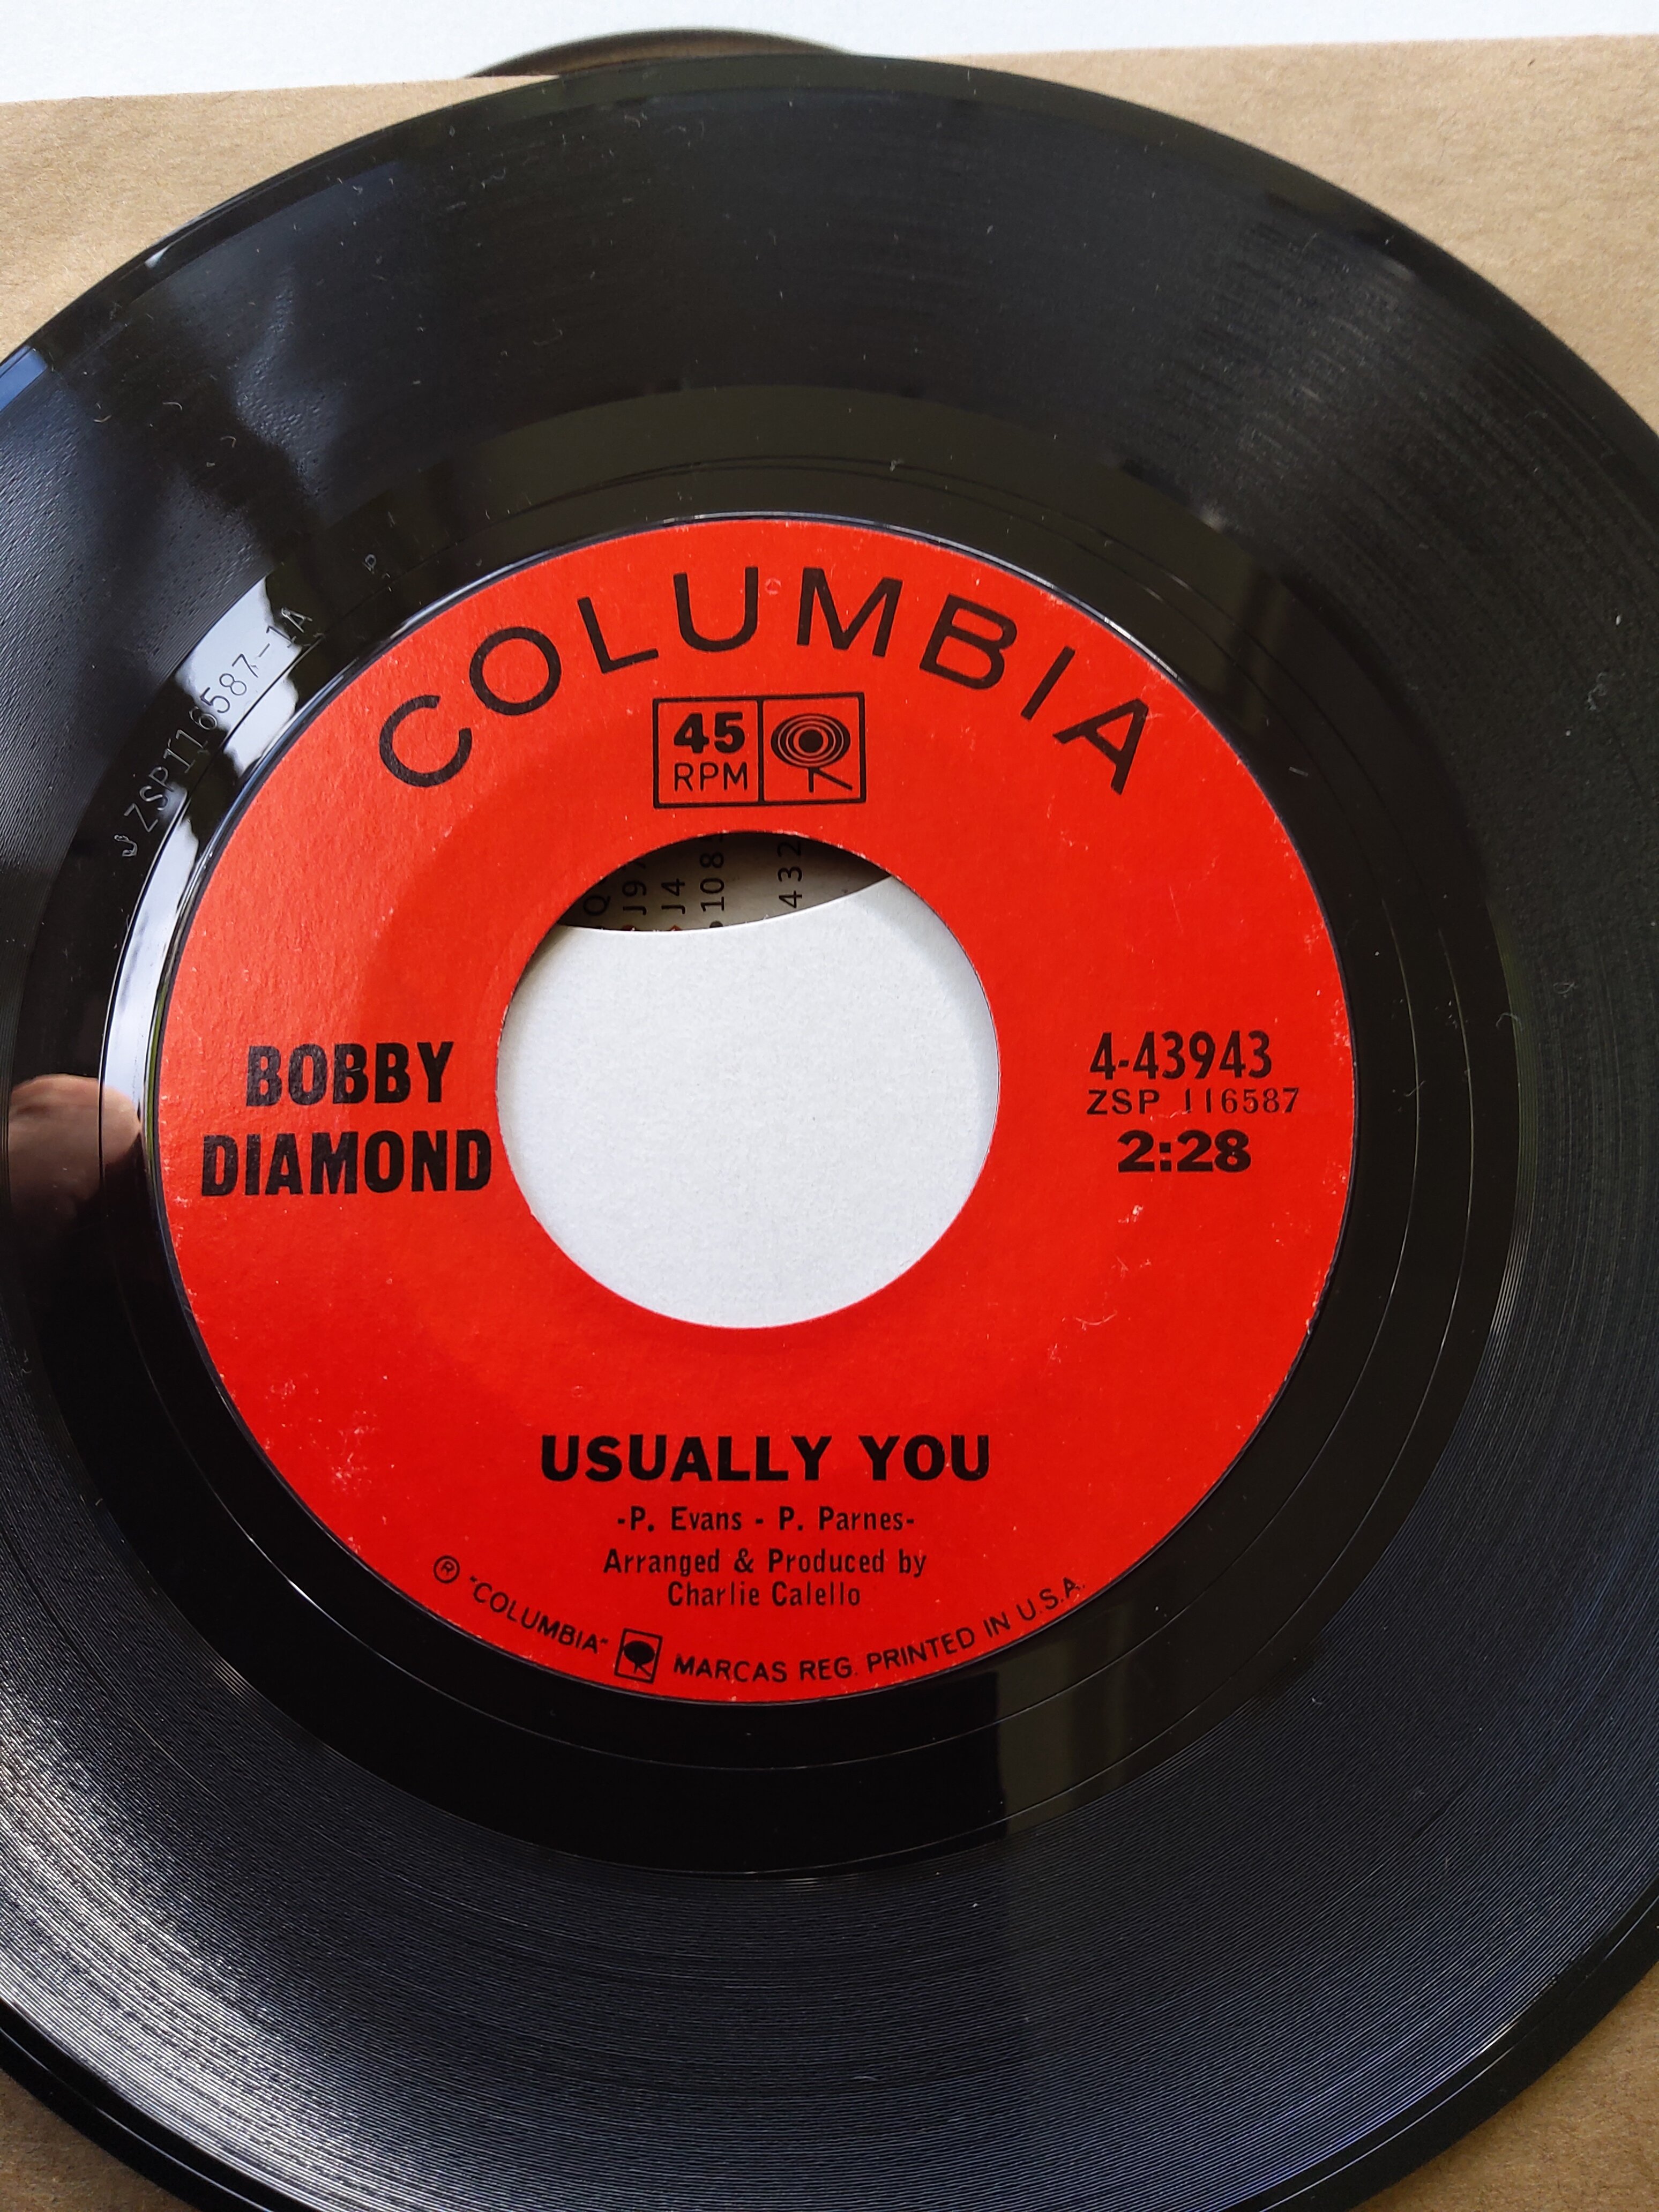 COLUMBIA
45
RPM
BOBBY
DIAMOND
4-43943
ZSP 116587
2:28
USUALLY YOU
-P. Evans - P. Parnes-
Arranged & Produced by
Charlie Calello
® "COLUMBIA" MARCAS REG. PRINTED IN U.S.A.
ZSP116587-1A